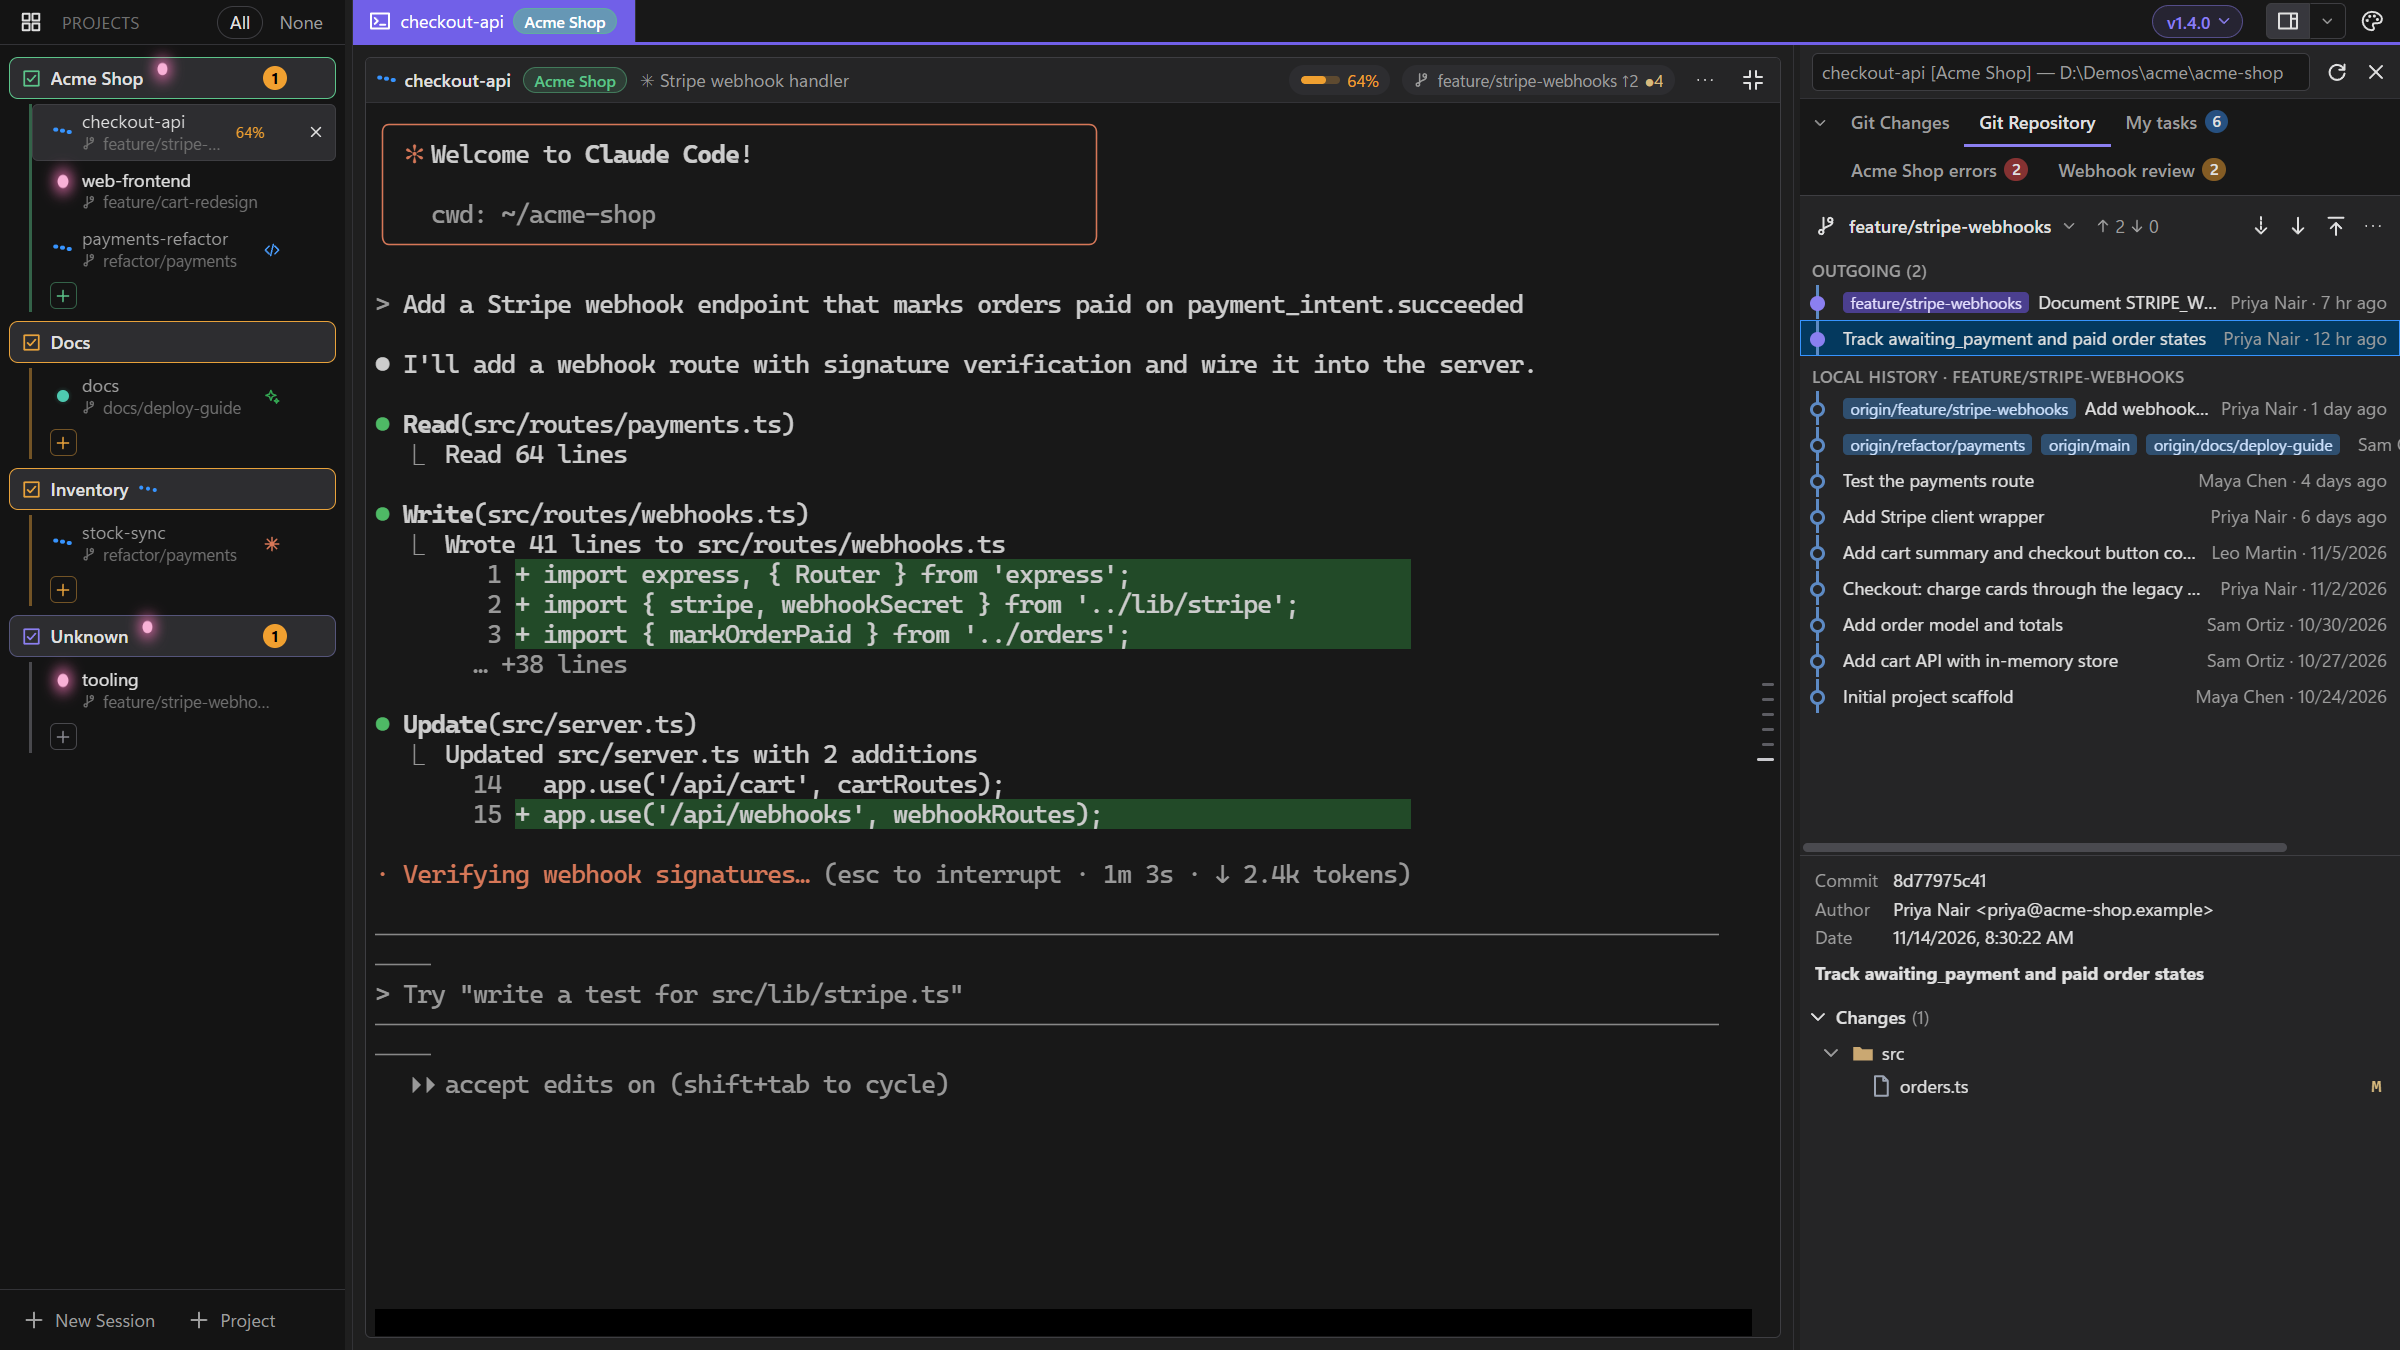 PROJECTS All None
Acme Shop 1
checkout-api 64%
feature/stripe-...
web-frontend
feature/cart-redesign
payments-refactor
refactor/payments
Docs
docs
docs/deploy-guide
Inventory
stock-sync
refactor/payments
Unknown 1
tooling
feature/stripe-webho...
New Session Project
checkout-api Acme Shop
v1.4.0
checkout-api Acme Shop Stripe webhook handler 64% feature/stripe-webhooks ↑2 ●4 ...
* Welcome to Claude Code!
cwd: ~/acme-shop
> Add a Stripe webhook endpoint that marks orders paid on payment_intent.succeeded
● I'll add a webhook route with signature verification and wire it into the server.
● Read(src/routes/payments.ts)
⎿ Read 64 lines
● Write(src/routes/webhooks.ts)
⎿ Wrote 41 lines to src/routes/webhooks.ts
1 + import express, { Router } from 'express';
2 + import { stripe, webhookSecret } from '../lib/stripe';
3 + import { markOrderPaid } from '../orders';
… +38 lines
● Update(src/server.ts)
⎿ Updated src/server.ts with 2 additions
14 app.use('/api/cart', cartRoutes);
15 + app.use('/api/webhooks', webhookRoutes);
· Verifying webhook signatures… (esc to interrupt · 1m 3s · ↓ 2.4k tokens)
> Try "write a test for src/lib/stripe.ts"
⏵⏵ accept edits on (shift+tab to cycle)
checkout-api [Acme Shop] — D:\Demos\acme\acme-shop
Git Changes Git Repository My tasks 6
Acme Shop errors 2 Webhook review 2
feature/stripe-webhooks ↑ 2 ↓ 0 ...
OUTGOING (2)
feature/stripe-webhooks Document STRIPE_W... Priya Nair · 7 hr ago
Track awaiting_payment and paid order states Priya Nair · 12 hr ago
LOCAL HISTORY · FEATURE/STRIPE-WEBHOOKS
origin/feature/stripe-webhooks Add webhook... Priya Nair · 1 day ago
origin/refactor/payments origin/main origin/docs/deploy-guide Sam
Test the payments route Maya Chen · 4 days ago
Add Stripe client wrapper Priya Nair · 6 days ago
Add cart summary and checkout button co... Leo Martin · 11/5/2026
Checkout: charge cards through the legacy ... Priya Nair · 11/2/2026
Add order model and totals Sam Ortiz · 10/30/2026
Add cart API with in-memory store Sam Ortiz · 10/27/2026
Initial project scaffold Maya Chen · 10/24/2026
Commit 8d77975c41
Author Priya Nair <priya@acme-shop.example>
Date 11/14/2026, 8:30:22 AM
Track awaiting_payment and paid order states
Changes (1)
src
orders.ts M